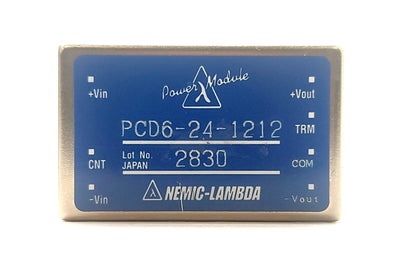 Power Module
+Vin
+Vout
TRM
PCD6-24-1212
Lot No. 2830
JAPAN
CNT
COM
NEMIC-LAMBDA
-Vin
-Vout